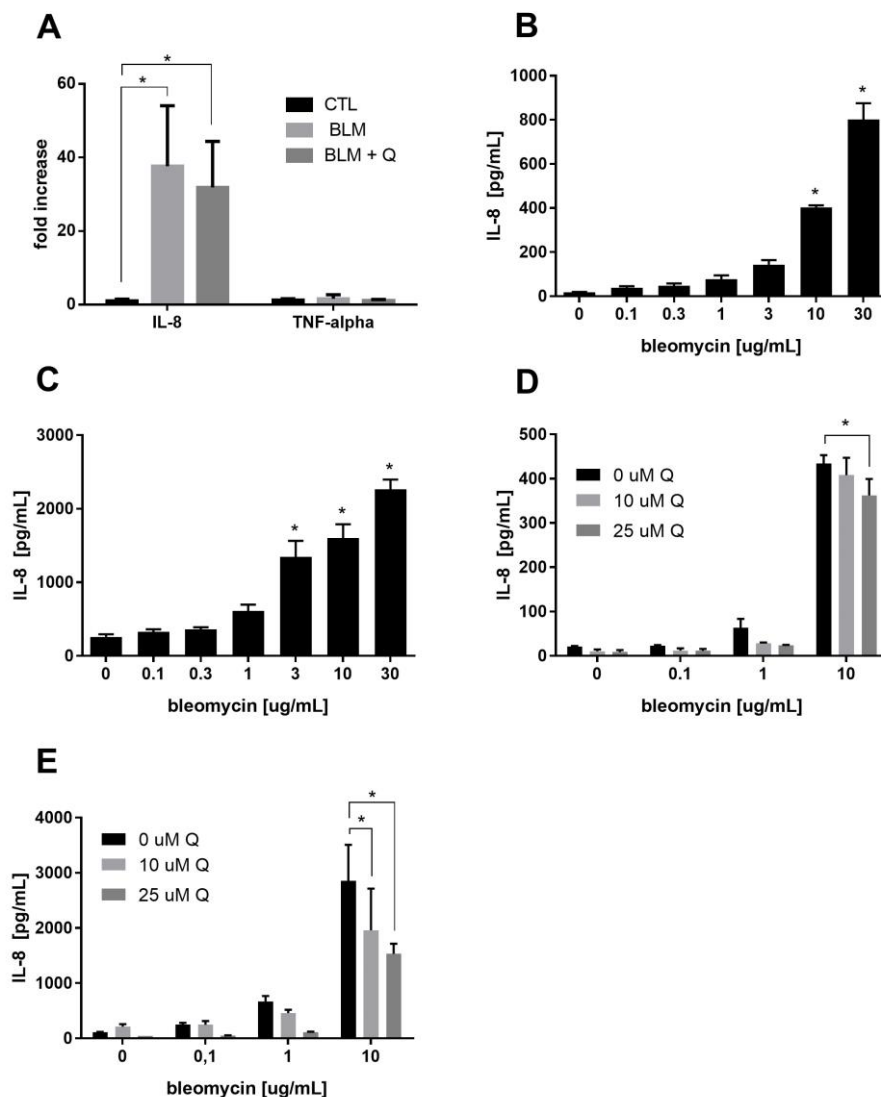 A
*
*
60
40
20
0
fold increase
CTL
BLM
BLM + Q
IL-8
TNF-alpha
B
1000
800
600
400
200
0
IL-8 [pg/mL]
*
*
0 0.1 0.3 1 3 10 30
bleomycin [ug/mL]
C
3000
2000
1000
0
IL-8 [pg/mL]
*
*
*
0 0.1 0.3 1 3 10 30
bleomycin [ug/mL]
D
500
400
300
200
100
0
IL-8 [pg/mL]
*
0 uM Q
10 uM Q
25 uM Q
0 0.1 1 10
bleomycin [ug/mL]
E
4000
3000
2000
1000
0
IL-8 [pg/mL]
*
*
0 uM Q
10 uM Q
25 uM Q
0 0,1 1 10
bleomycin [ug/mL]